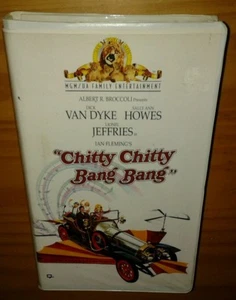 MGM/UA FAMILY ENTERTAINMENT
ALBERT R. BROCCOLI Presents
DICK SALLY ANN
VAN DYKE HOWES
LIONEL
JEFFRIES
IAN FLEMING'S
"Chitty Chitty
Bang Bang"